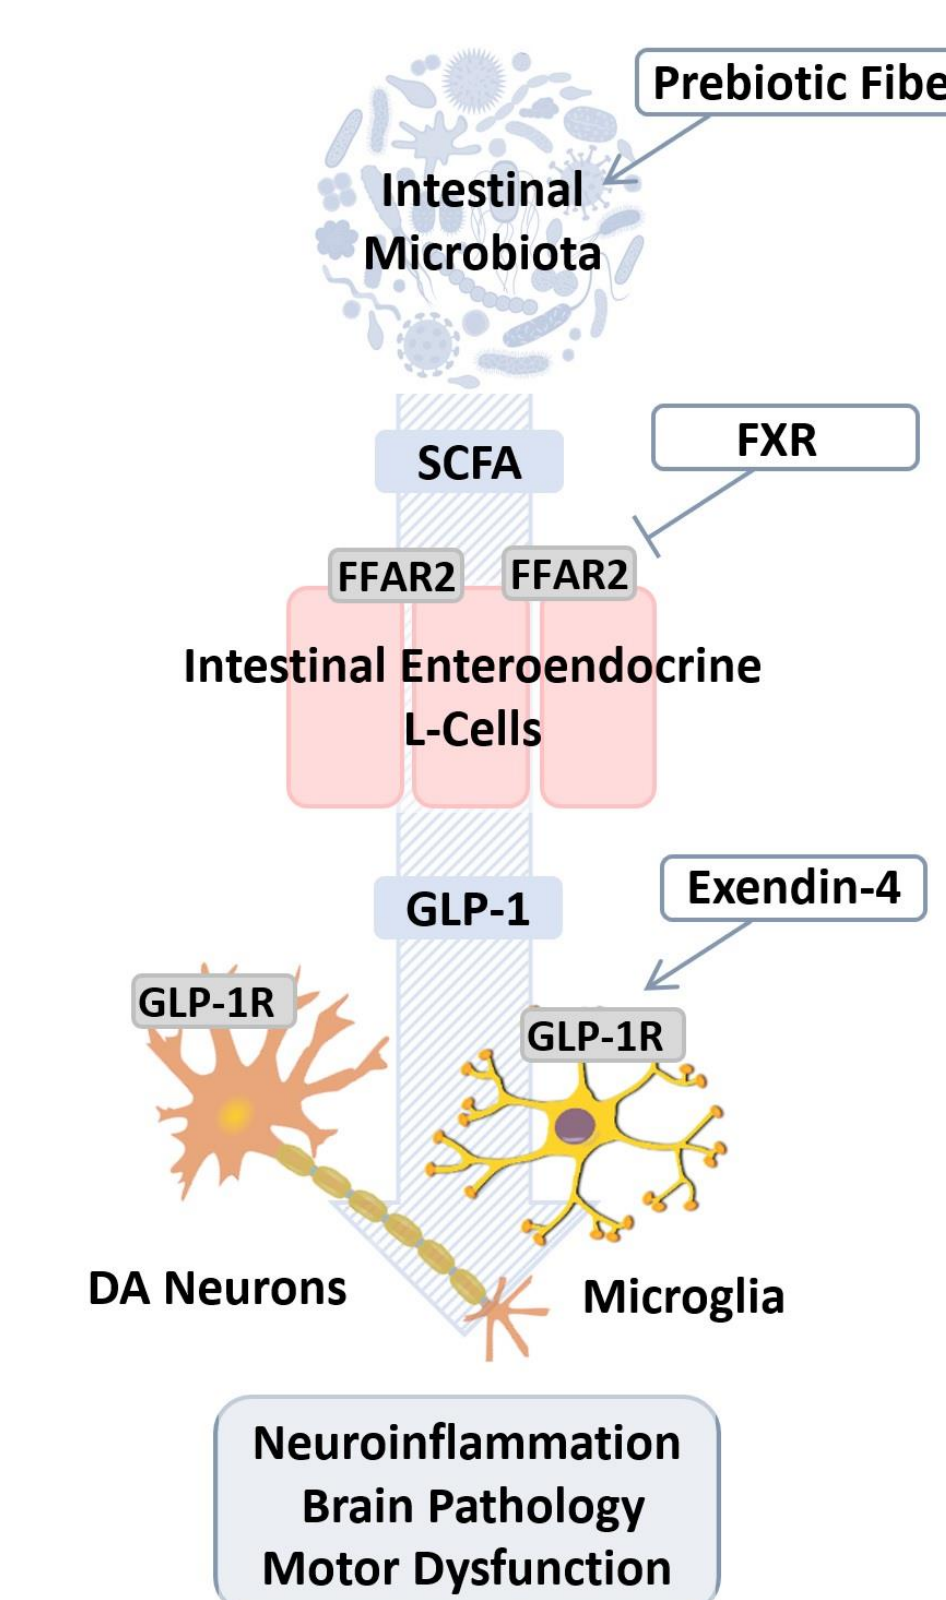 Prebiotic Fibe
Intestinal
Microbiota
SCFA
FXR
FFAR2
FFAR2
Intestinal Enteroendocrine
L-Cells
GLP-1
Exendin-4
GLP-1R
GLP-1R
DA Neurons
Microglia
Neuroinflammation
Brain Pathology
Motor Dysfunction